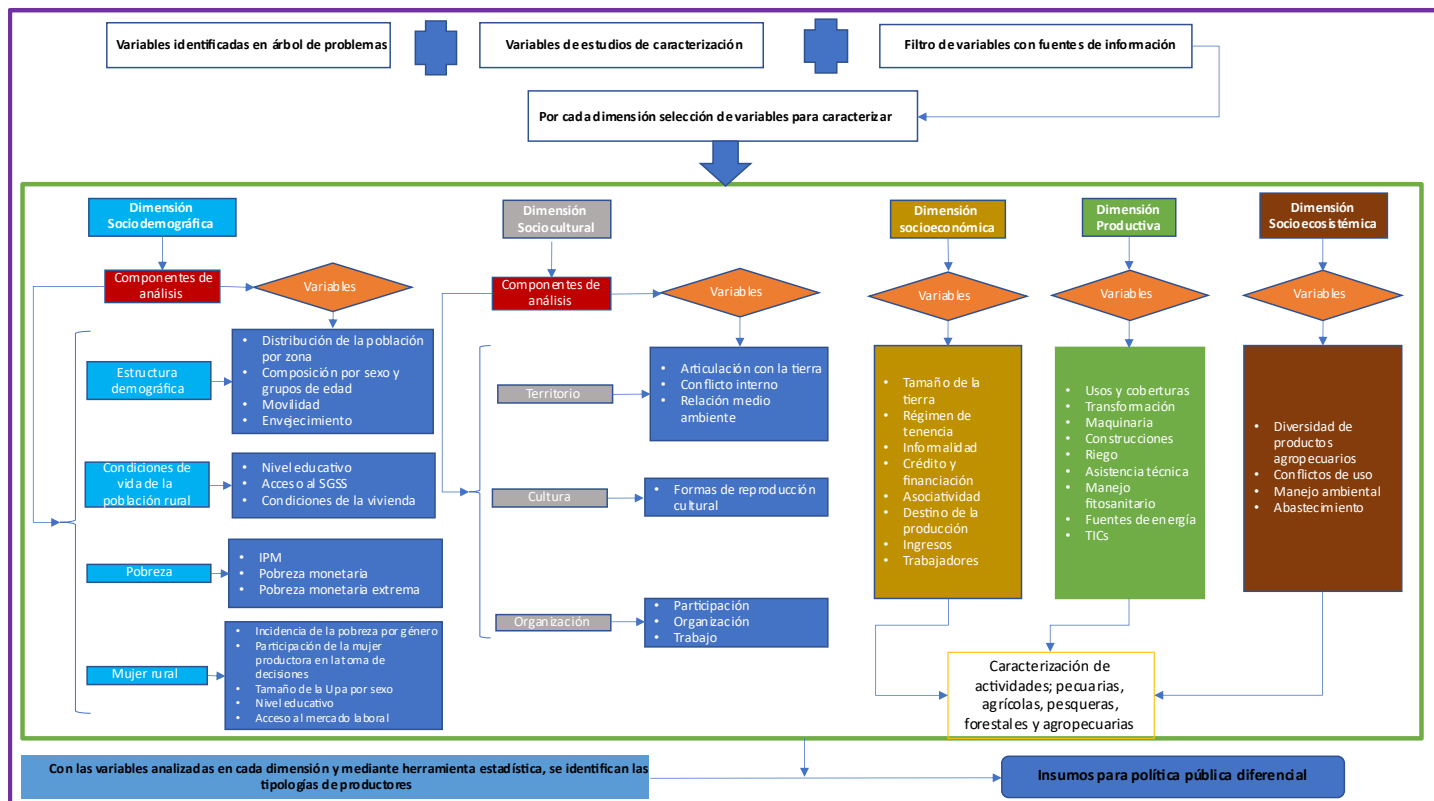 Variables identificadas en árbol de problemas
Variables de estudios de caracterización
Filtro de variables con fuentes de información
Por cada dimensión selección de variables para caracterizar
Dimensión
Sociodemográfica
Componentes de
análisis
Variables
Estructura
demográfica
• Distribución de la población
por zona
• Composición por sexo y
grupos de edad
• Movilidad
• Envejecimiento
Condiciones de
vida de la
población rural
• Nivel educativo
• Acceso al SGSS
• Condiciones de la vivienda
Pobreza
• IPM
• Pobreza monetaria
• Pobreza monetaria extrema
Mujer rural
• Incidencia de la pobreza por género
• Participación de la mujer
productora en la toma de
decisiones
• Tamaño de la Upa por sexo
• Nivel educativo
• Acceso al mercado laboral
Dimensión
Sociocultural
Componentes de
análisis
Variables
Territorio
• Articulación con la tierra
• Conflicto interno
• Relación medio
ambiente
Cultura
• Formas de reproducción
cultural
Organización
• Participación
• Organización
• Trabajo
Dimensión
socioeconómica
Variables
• Tamaño de la
tierra
• Régimen de
tenencia
• Informalidad
• Crédito y
financiación
• Asociatividad
• Destino de la
producción
• Ingresos
• Trabajadores
Dimensión
Productiva
Variables
• Usos y coberturas
• Transformación
• Maquinaria
• Construcciones
• Riego
• Asistencia técnica
• Manejo
fitosanitario
• Fuentes de energía
• TICs
Dimensión
Socioecosistémica
Variables
• Diversidad de
productos
agropecuarios
• Conflictos de uso
• Manejo ambiental
• Abastecimiento
Caracterización de
actividades; pecuarias,
agrícolas, pesqueras,
forestales y agropecuarias
Con las variables analizadas en cada dimensión y mediante herramienta estadística, se identifican las
tipologías de productores
Insumos para política pública diferencial